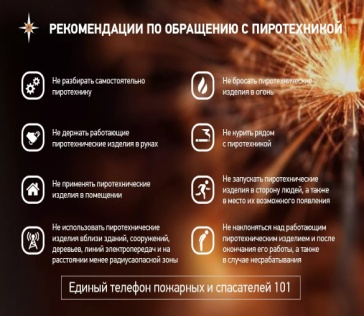 РЕКОМЕНДАЦИИ ПО ОБРАЩЕНИЮ С ПИРОТЕХНИКОЙ
Не разбирать самостоятельно
пиротехнику
Не бросать пиротехнические
изделия в огонь
Не держать работающие
пиротехнические изделия в руках
Не курить рядом
с пиротехникой
Не применять пиротехнические
изделия в помещении
Не запускать пиротехнические
изделия в сторону людей, а также
в место их возможного появления
Не использовать пиротехнические
изделия вблизи зданий, сооружений,
деревьев, линий электропередач и на
расстоянии менее радиусаопасной зоны
Не наклоняться над работающим
пиротехническим изделием и после
окончания его работы, а также
в случае несрабатывания
Единый телефон пожарных и спасателей 101